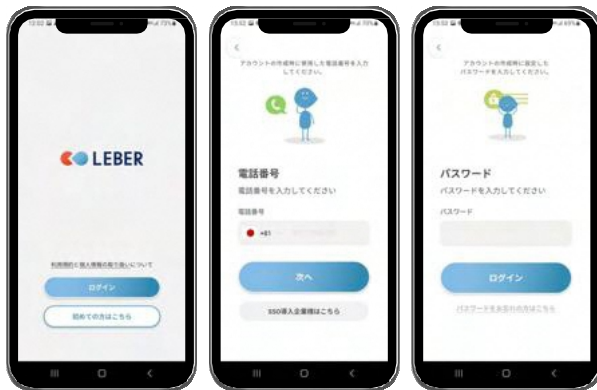 LEBER
利用規約と個人情報の取り扱いについて
ログイン
初めての方はこちら
アカウントの作成時に使用した電話番号を入力
してください。
電話番号
電話番号を入力してください
電話番号
+81
次へ
SSO導入企業様はこちら
アカウントの作成時に設定した
パスワードを入力してください。
パスワード
パスワードを入力してください
パスワード
ログイン
パスワードをお忘れの方はこちら